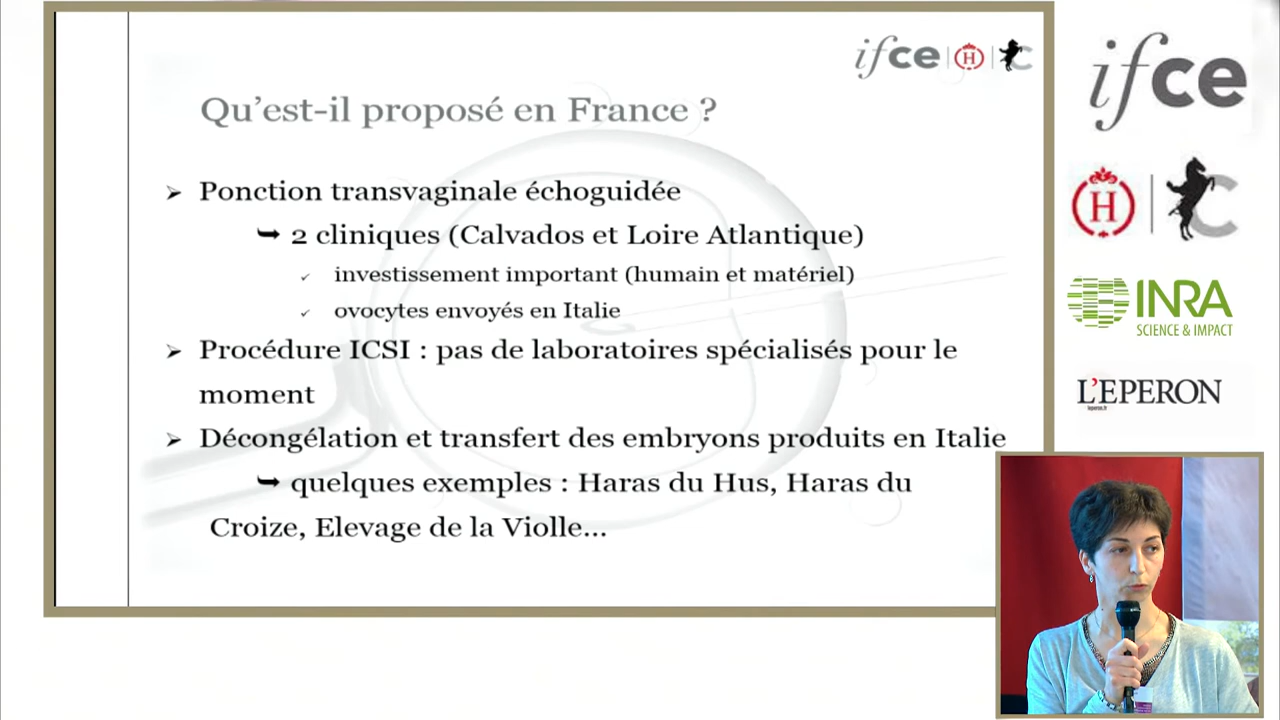 ifce
H
C
Qu'est-il proposé en France ?
➢ Ponction transvaginale échoguidée
➥ 2 cliniques (Calvados et Loire Atlantique)
✓ investissement important (humain et matériel)
✓ ovocytes envoyés en Italie
➢ Procédure ICSI : pas de laboratoires spécialisés pour le
moment
➢ Décongélation et transfert des embryons produits en Italie
➥ quelques exemples : Haras du Hus, Haras du
Croize, Elevage de la Violle...
ifce
H
C
INRA
SCIENCE & IMPACT
L'EPERON
leperon.fr